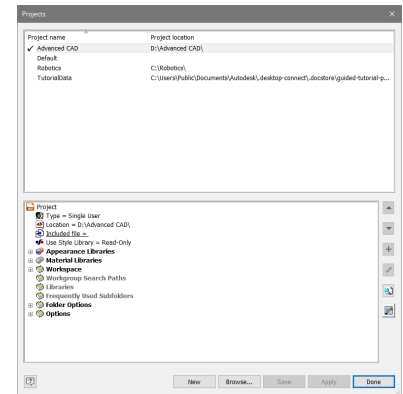 Projects
Project name Project location
Advanced CAD D:\Advanced CAD\
Default
Robotics C:\Robotics\
TutorialData C:\Users\Public\Documents\Autodesk\.desktop-connect\.docstore\guided-tutorial-p...
Project
Type = Single User
Location = D:\Advanced CAD\
Included file =
Use Style Library = Read-Only
Appearance Libraries
Material Libraries
Workspace
Workgroup Search Paths
Libraries
Frequently Used Subfolders
Folder Options
Options
New Browse... Save Apply Done